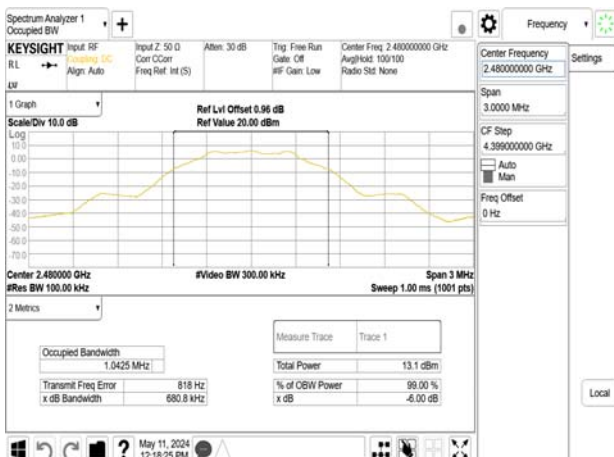 Spectrum Analyzer 1
Occupied BW
+
Frequency
KEYSIGHT
Input: RF
Coupling: DC
Align: Auto
Input Z: 50 Ω
Corr CCorr
Freq Ref: Int (S)
Atten: 30 dB
Trig: Free Run
Gate: Off
#IF Gain: Low
Center Freq: 2.480000000 GHz
Avg|Hold: 100/100
Radio Std: None
RL
LXI
Center Frequency
2.480000000 GHz
Settings
Span
3.0000 MHz
CF Step
4.399000000 GHz
Auto
Man
Freq Offset
0 Hz
Local
1 Graph
Scale/Div 10.0 dB
Ref Lvl Offset 0.96 dB
Ref Value 20.00 dBm
Log
10.0
0.00
-10.0
-20.0
-30.0
-40.0
-50.0
-60.0
-70.0
Center 2.480000 GHz
#Video BW 300.00 kHz
Span 3 MHz
#Res BW 100.00 kHz
Sweep 1.00 ms (1001 pts)
2 Metrics
Measure Trace Trace 1
Occupied Bandwidth
1.0425 MHz
Total Power 13.1 dBm
Transmit Freq Error 818 Hz
% of OBW Power 99.00 %
x dB Bandwidth 680.8 kHz
x dB -6.00 dB
?
May 11, 2024
12:18:25 PM